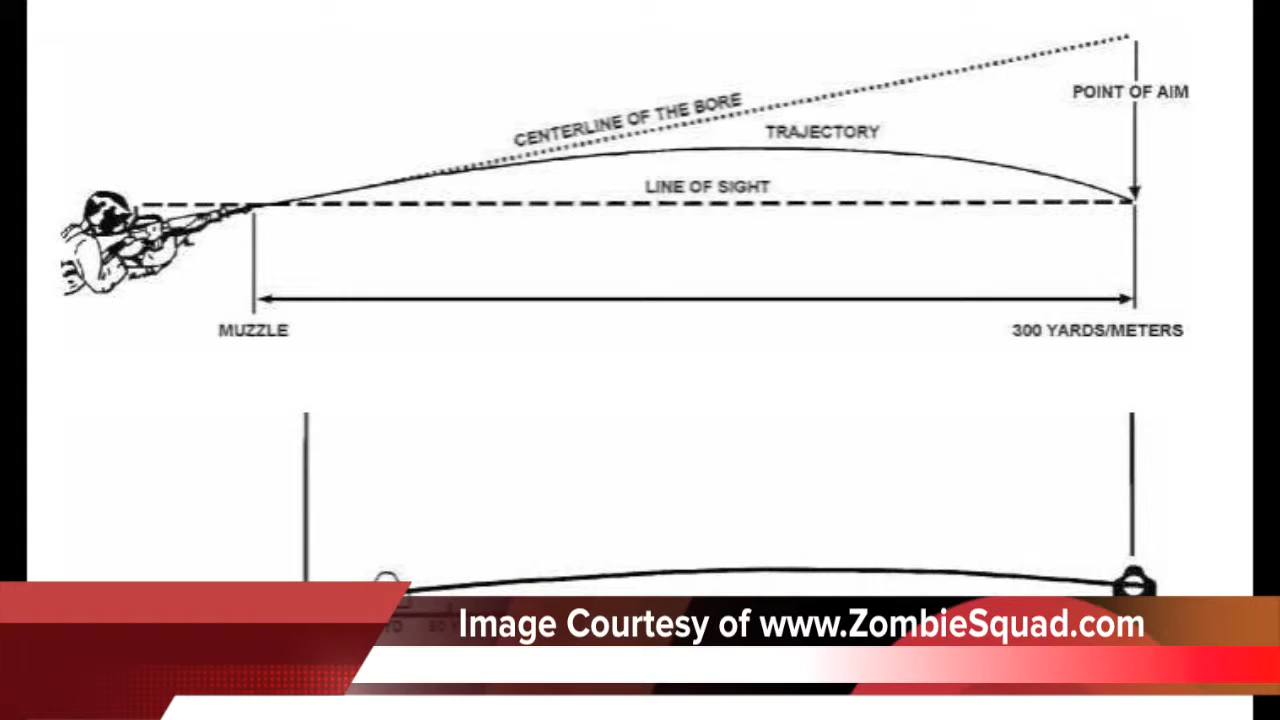 CENTERLINE OF THE BORE
POINT OF AIM
TRAJECTORY
LINE OF SIGHT
MUZZLE
300 YARDS/METERS
Image Courtesy of www.ZombieSquad.com